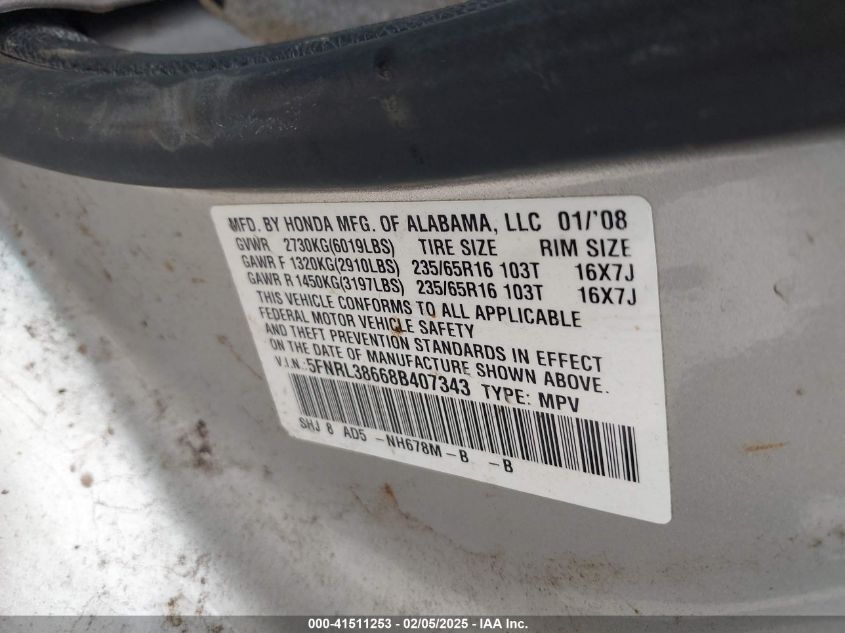 MFD. BY HONDA MFG. OF ALABAMA, LLC 01/'08
GVWR 2730KG(6019LBS) TIRE SIZE RIM SIZE
GAWR F 1320KG(2910LBS) 235/65R16 103T 16X7J
GAWR R 1450KG(3197LBS) 235/65R16 103T 16X7J
THIS VEHICLE CONFORMS TO ALL APPLICABLE
FEDERAL MOTOR VEHICLE SAFETY
AND THEFT PREVENTION STANDARDS IN EFFECT
ON THE DATE OF MANUFACTURE SHOWN ABOVE.
V.I.N.: 5FNRL38668B407343 TYPE: MPV
SHJ 8 AD5 -NH678M-B -B
000-41511253 - 02/05/2025 - IAA Inc.